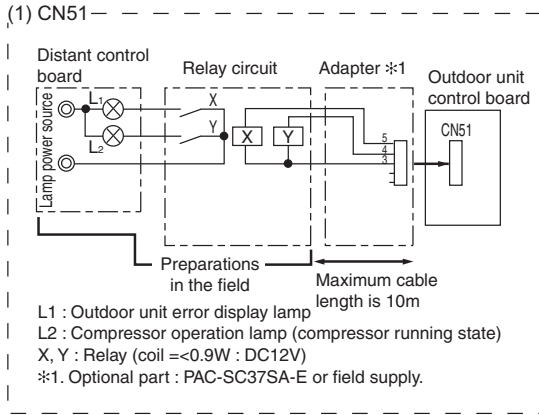 (1) CN51
Distant control
board
Relay circuit
Adapter ✻1
Outdoor unit
control board
Lamp power source
L1
L2
X
Y
X
Y
5
4
3
CN51
Preparations
in the field
Maximum cable
length is 10m
L1 : Outdoor unit error display lamp
L2 : Compressor operation lamp (compressor running state)
X, Y : Relay (coil =<0.9W : DC12V)
✻1. Optional part : PAC-SC37SA-E or field supply.